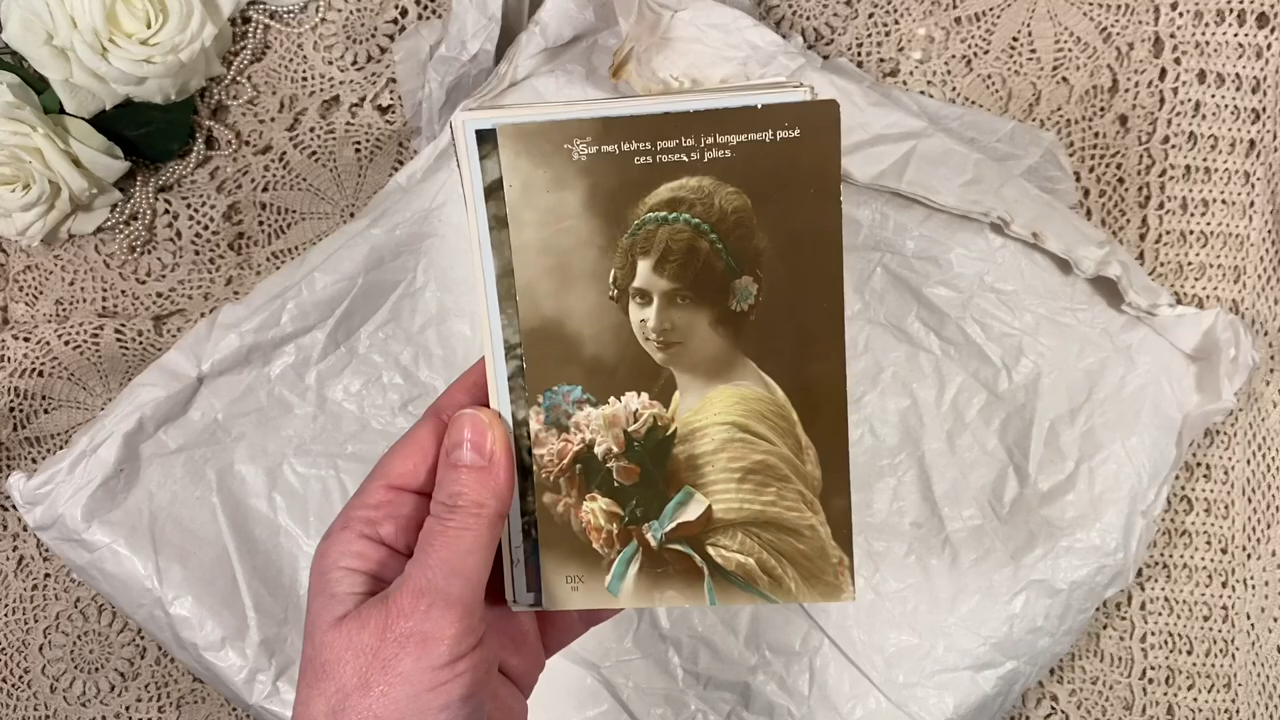 Sur mes lèvres, pour toi, j'ai longuement posé
ces roses, si jolies.
DIX
III